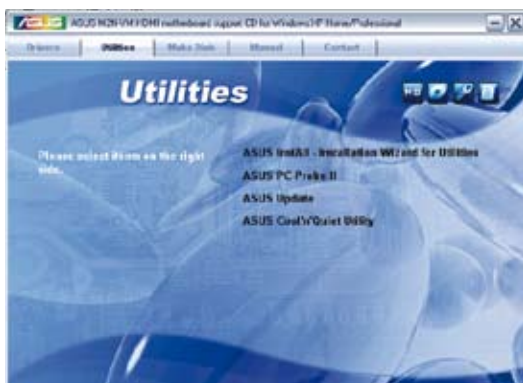 ASUS M2N-VM HDMI motherboard support CD for Windows XP Home/Professional
Drivers Utilities Make Disk Manual Contact
Utilities
Please select items on the right
side.
ASUS InstAll - Installation Wizard for Utilities
ASUS PC Probe II
ASUS Update
ASUS Cool'n'Quiet Utility